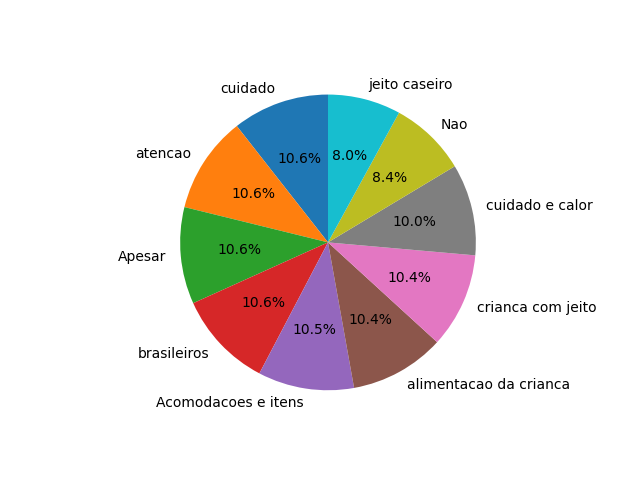 cuidado
10.6%
atencao
10.6%
Apesar
10.6%
brasileiros
10.6%
Acomodacoes e itens
10.5%
alimentacao da crianca
10.4%
crianca com jeito
10.4%
cuidado e calor
10.0%
Nao
8.4%
jeito caseiro
8.0%